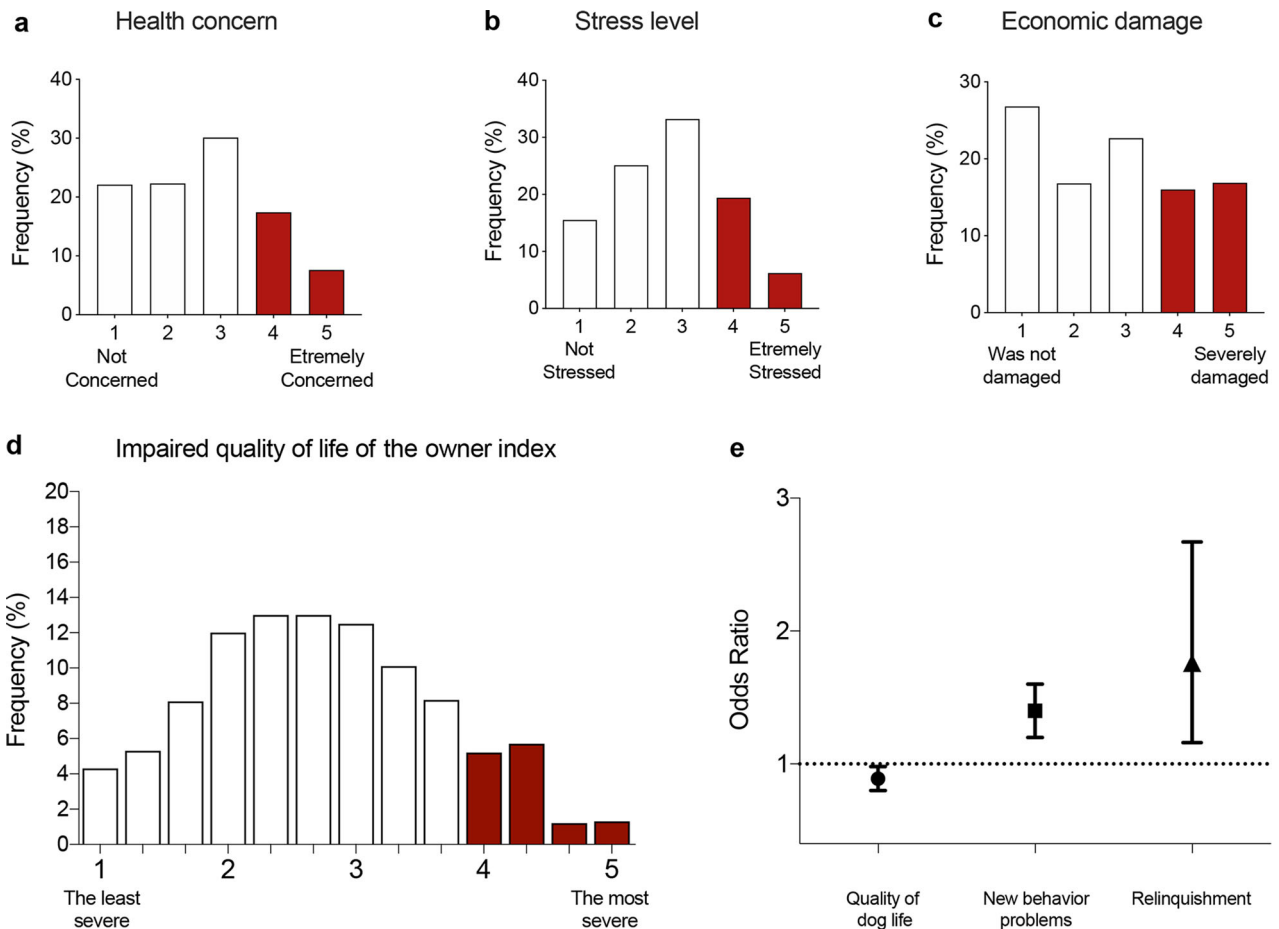 a Health concern
40
30
20
10
0
Frequency (%)
1 2 3 4 5
Not Etremely
Concerned Concerned
b Stress level
40
30
20
10
0
Frequency (%)
1 2 3 4 5
Not Etremely
Stressed Stressed
c Economic damage
30
20
10
0
Frequency (%)
1 2 3 4 5
Was not Severely
damaged damaged
d Impaired quality of life of the owner index
20
18
16
14
12
10
8
6
4
2
0
Frequency (%)
1 2 3 4 5
The least The most
severe severe
e
3
2
1
Odds Ratio
Quality of New behavior Relinquishment
dog life problems